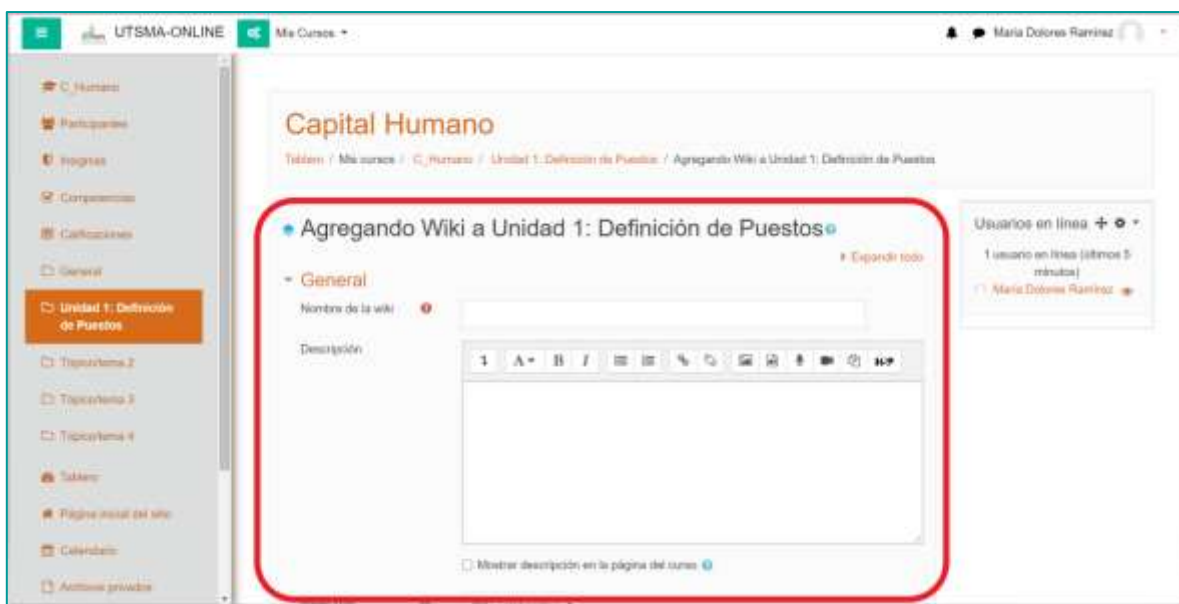 UTSMA-ONLINE
Mis Cursos
Maria Dolores Ramirez
C_Humano
Participantes
Insignias
Competencias
Calificaciones
General
Unidad 1: Definición
de Puestos
Tópico/tema 2
Tópico/tema 3
Tópico/tema 4
Tablero
Página inicial del sitio
Calendario
Archivos privados
Capital Humano
Tablero / Mis cursos / C_Humano / Unidad 1: Definición de Puestos / Agregando Wiki a Unidad 1: Definición de Puestos
Agregando Wiki a Unidad 1: Definición de Puestos
Expandir todo
General
Nombre de la wiki
Descripción
A B I
H-P
Mostrar descripción en la página del curso
Usuarios en línea
1 usuario en línea (últimos 5
minutos)
Maria Dolores Ramirez